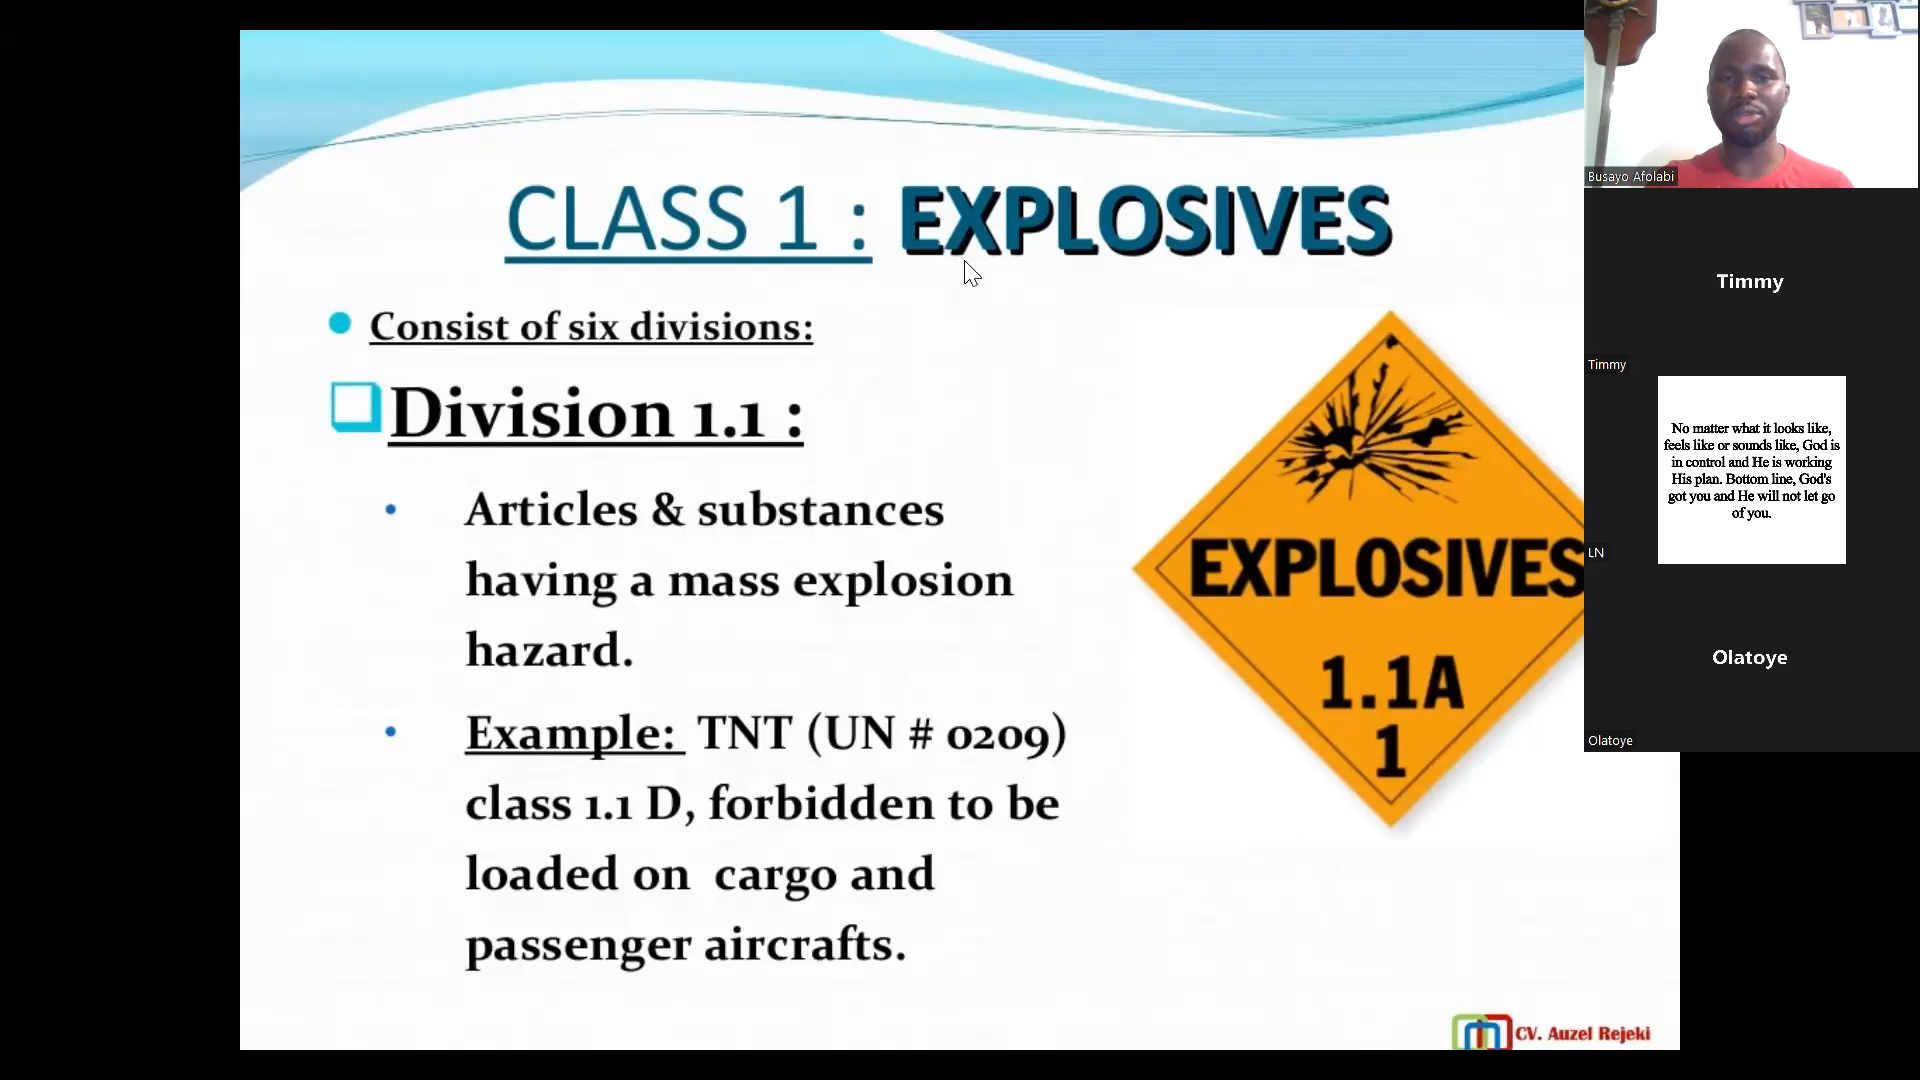 CLASS 1 : EXPLOSIVES
Consist of six divisions:
Division 1.1 :
Articles & substances
having a mass explosion
hazard.
Example: TNT (UN # 0209)
class 1.1 D, forbidden to be
loaded on cargo and
passenger aircrafts.
EXPLOSIVES
1.1A
1
CV. Auzel Rejeki
Busayo Afolabi
Timmy
Timmy
No matter what it looks like,
feels like or sounds like, God is
in control and He is working
His plan. Bottom line, God's
got you and He will not let go
of you.
LN
Olatoye
Olatoye